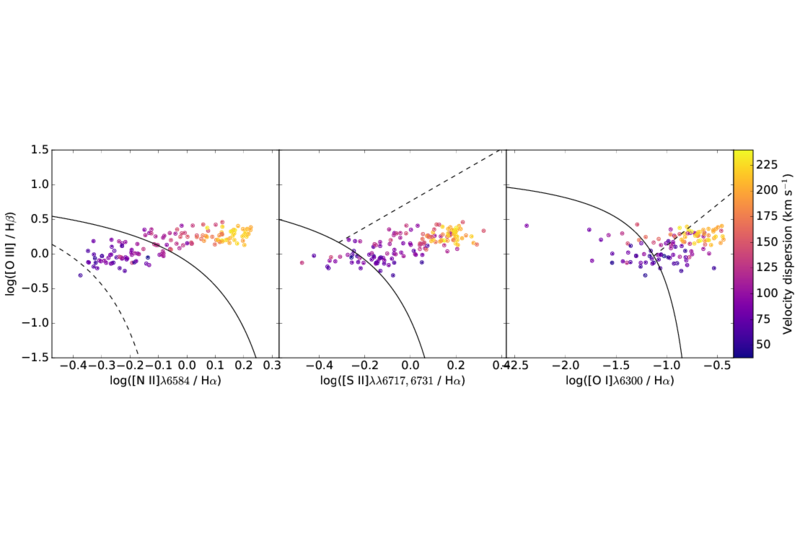 1.5
1.0
0.5
0.0
−0.5
−1.0
−1.5
log([O III] / Hβ)
−0.4−0.3−0.2−0.1 0.0 0.1 0.2 0.3
log([N II]λ6584 / Hα)
−0.4 −0.2 0.0 0.2 0.4
log([S II]λλ6717, 6731 / Hα)
−2.5 −2.0 −1.5 −1.0 −0.5
log([O I]λ6300 / Hα)
225
200
175
150
125
100
75
50
Velocity dispersion (km s⁻¹)